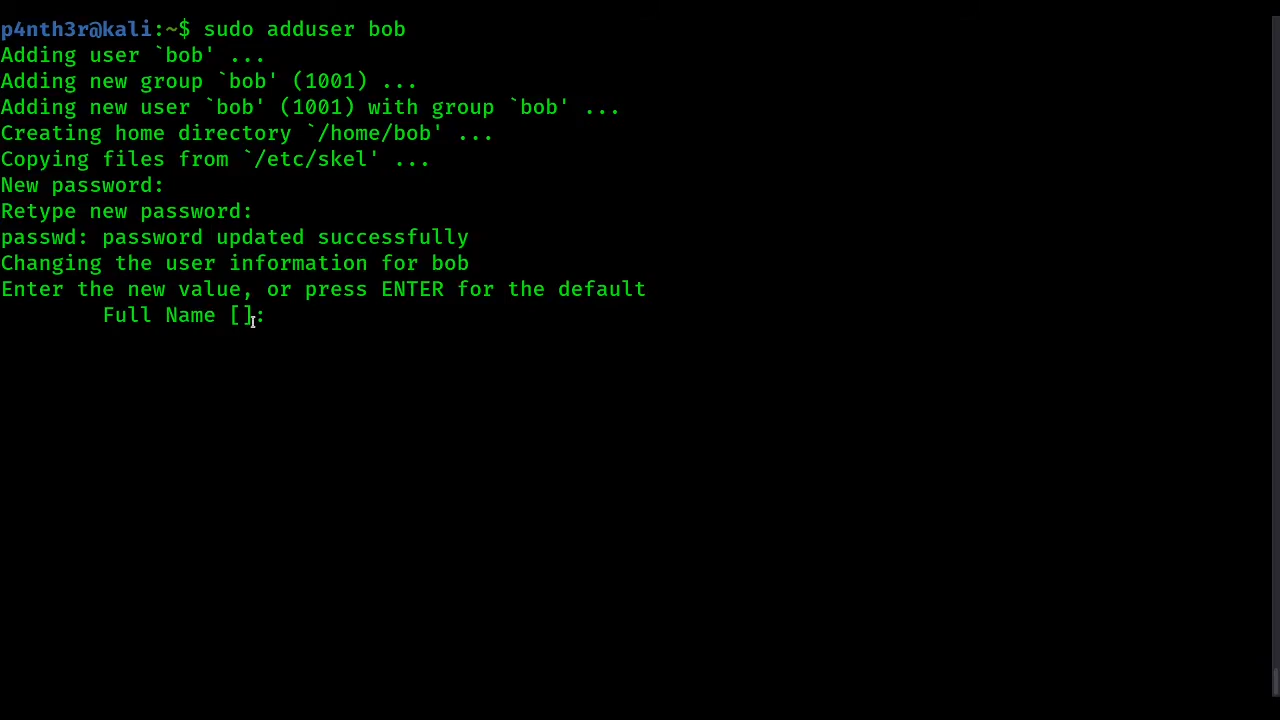 p4nth3r@kali:~$ sudo adduser bob
Adding user `bob' ...
Adding new group `bob' (1001) ...
Adding new user `bob' (1001) with group `bob' ...
Creating home directory `/home/bob' ...
Copying files from `/etc/skel' ...
New password:
Retype new password:
passwd: password updated successfully
Changing the user information for bob
Enter the new value, or press ENTER for the default
        Full Name []: